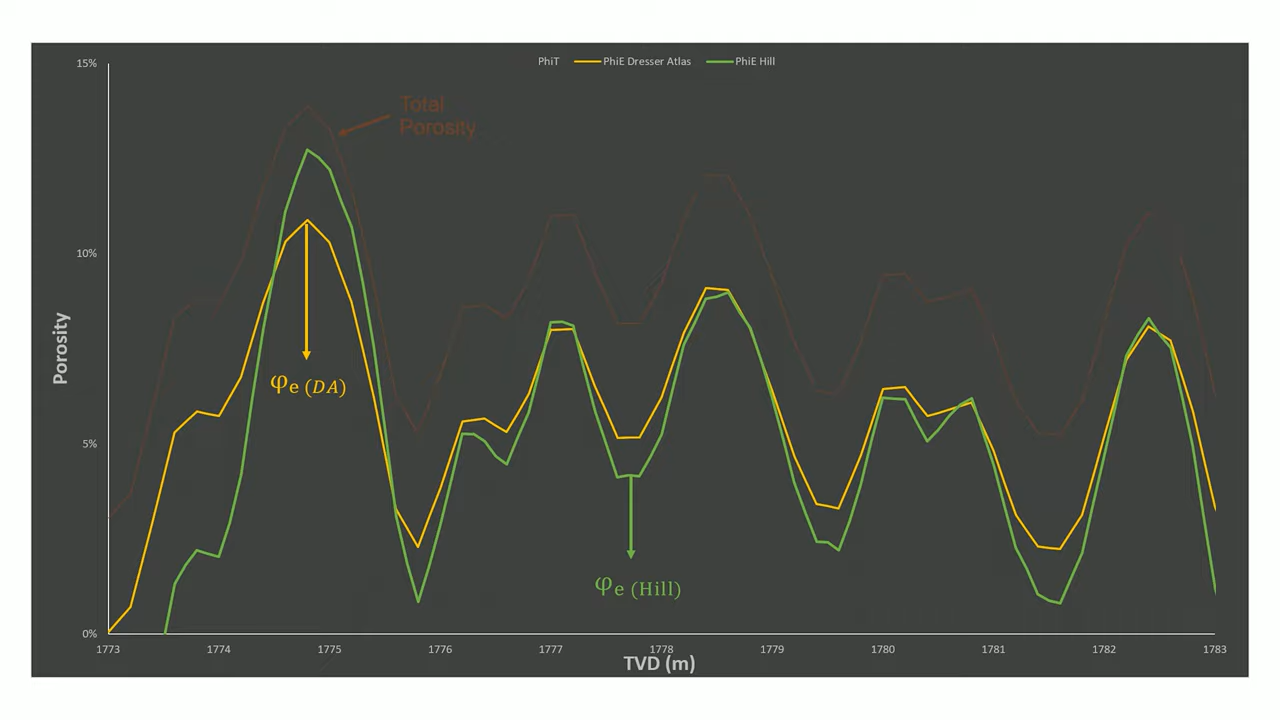 15%
PhiT PhiE Dresser Atlas PhiE Hill
Total
Porosity
10%
Porosity
φe (DA)
5%
φe (Hill)
0%
1773 1774 1775 1776 1777 1778 1779 1780 1781 1782 1783
TVD (m)